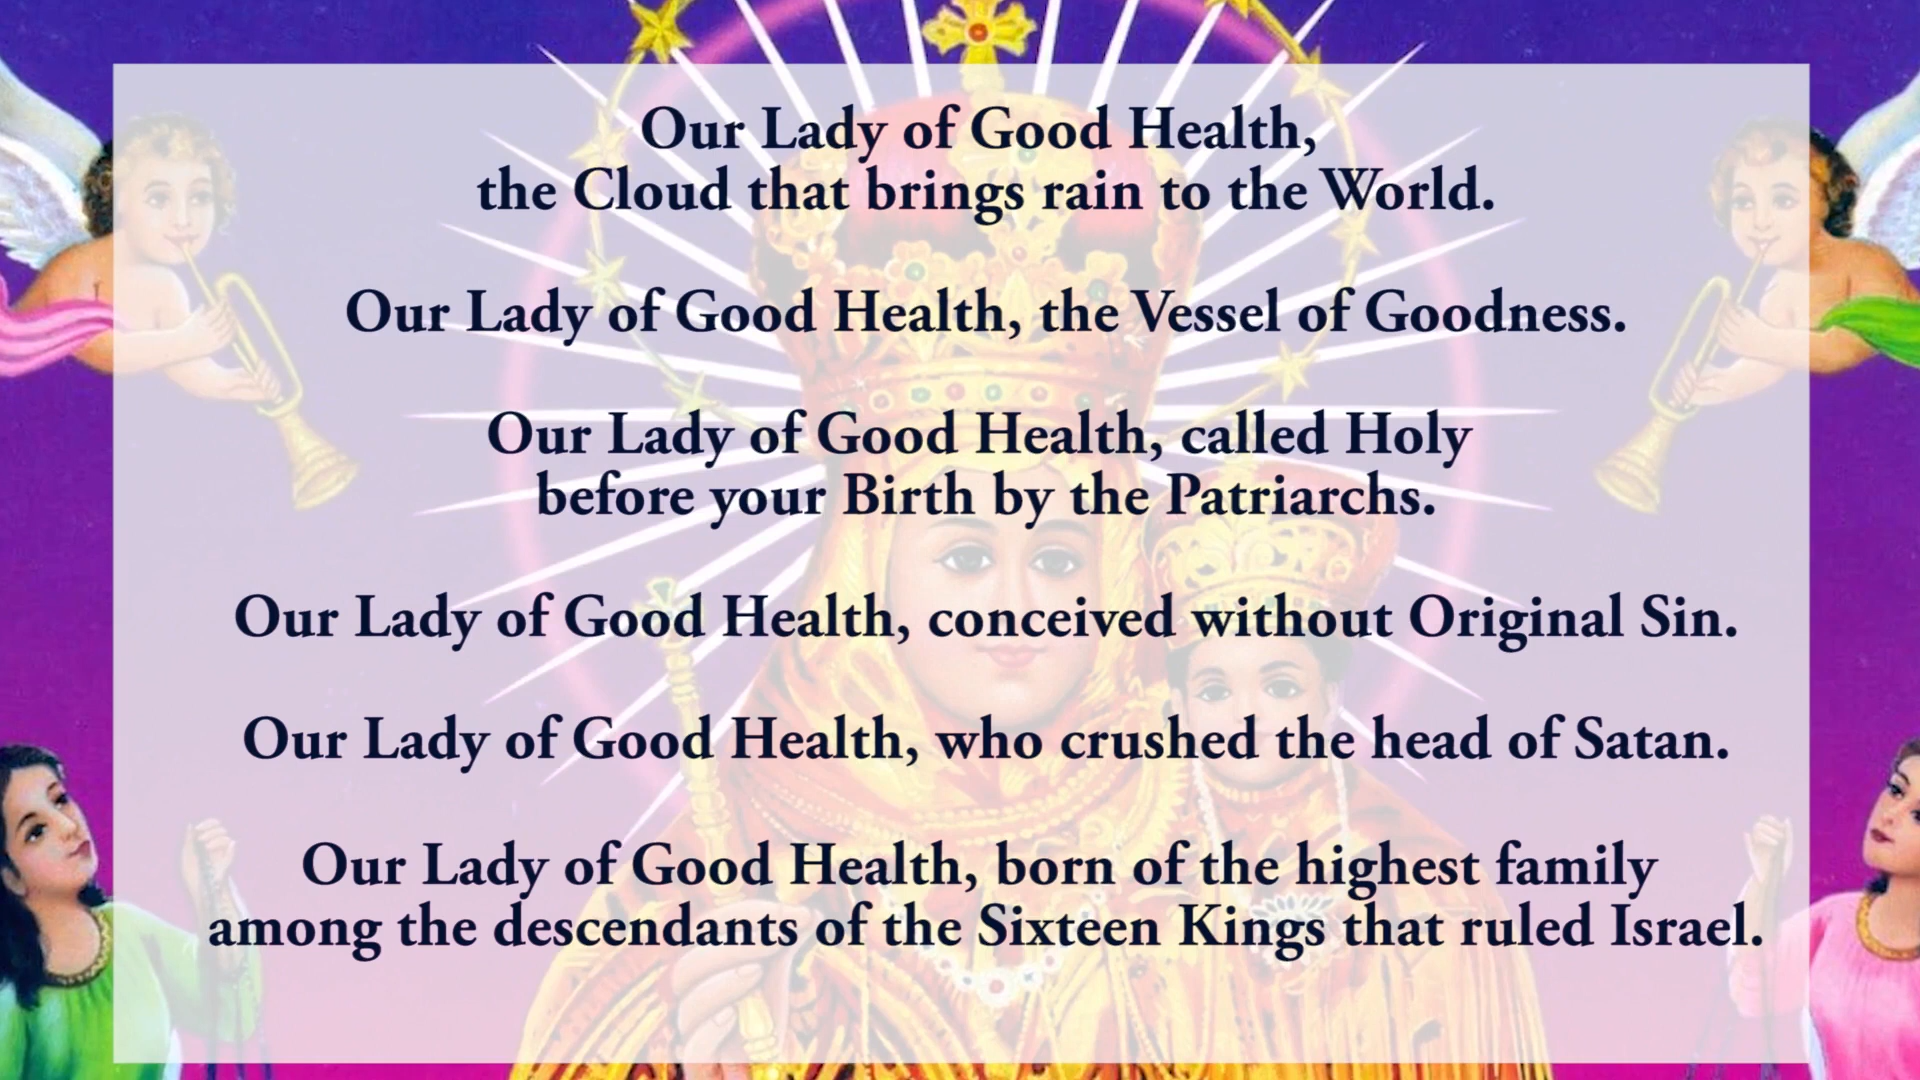 Our Lady of Good Health,
the Cloud that brings rain to the World.
Our Lady of Good Health, the Vessel of Goodness.
Our Lady of Good Health, called Holy
before your Birth by the Patriarchs.
Our Lady of Good Health, conceived without Original Sin.
Our Lady of Good Health, who crushed the head of Satan.
Our Lady of Good Health, born of the highest family
among the descendants of the Sixteen Kings that ruled Israel.